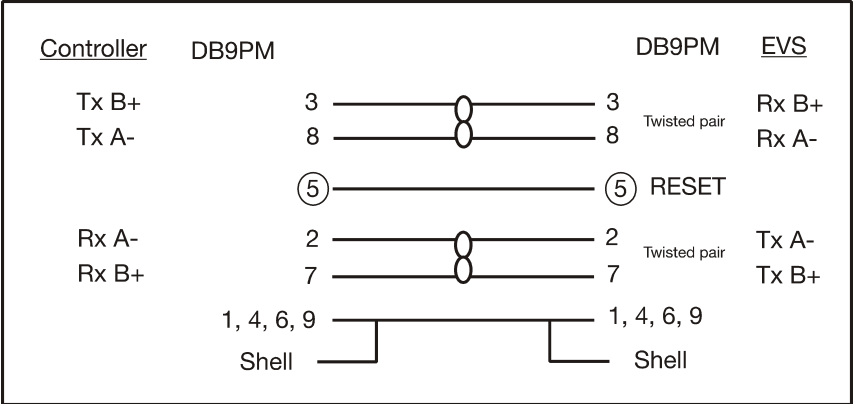 Controller DB9PM DB9PM EVS
Tx B+ 3 3 Twisted pair Rx B+
Tx A- 8 8 Rx A-
5 5 RESET
Rx A- 2 2 Twisted pair Tx A-
Rx B+ 7 7 Tx B+
1, 4, 6, 9 1, 4, 6, 9
Shell Shell